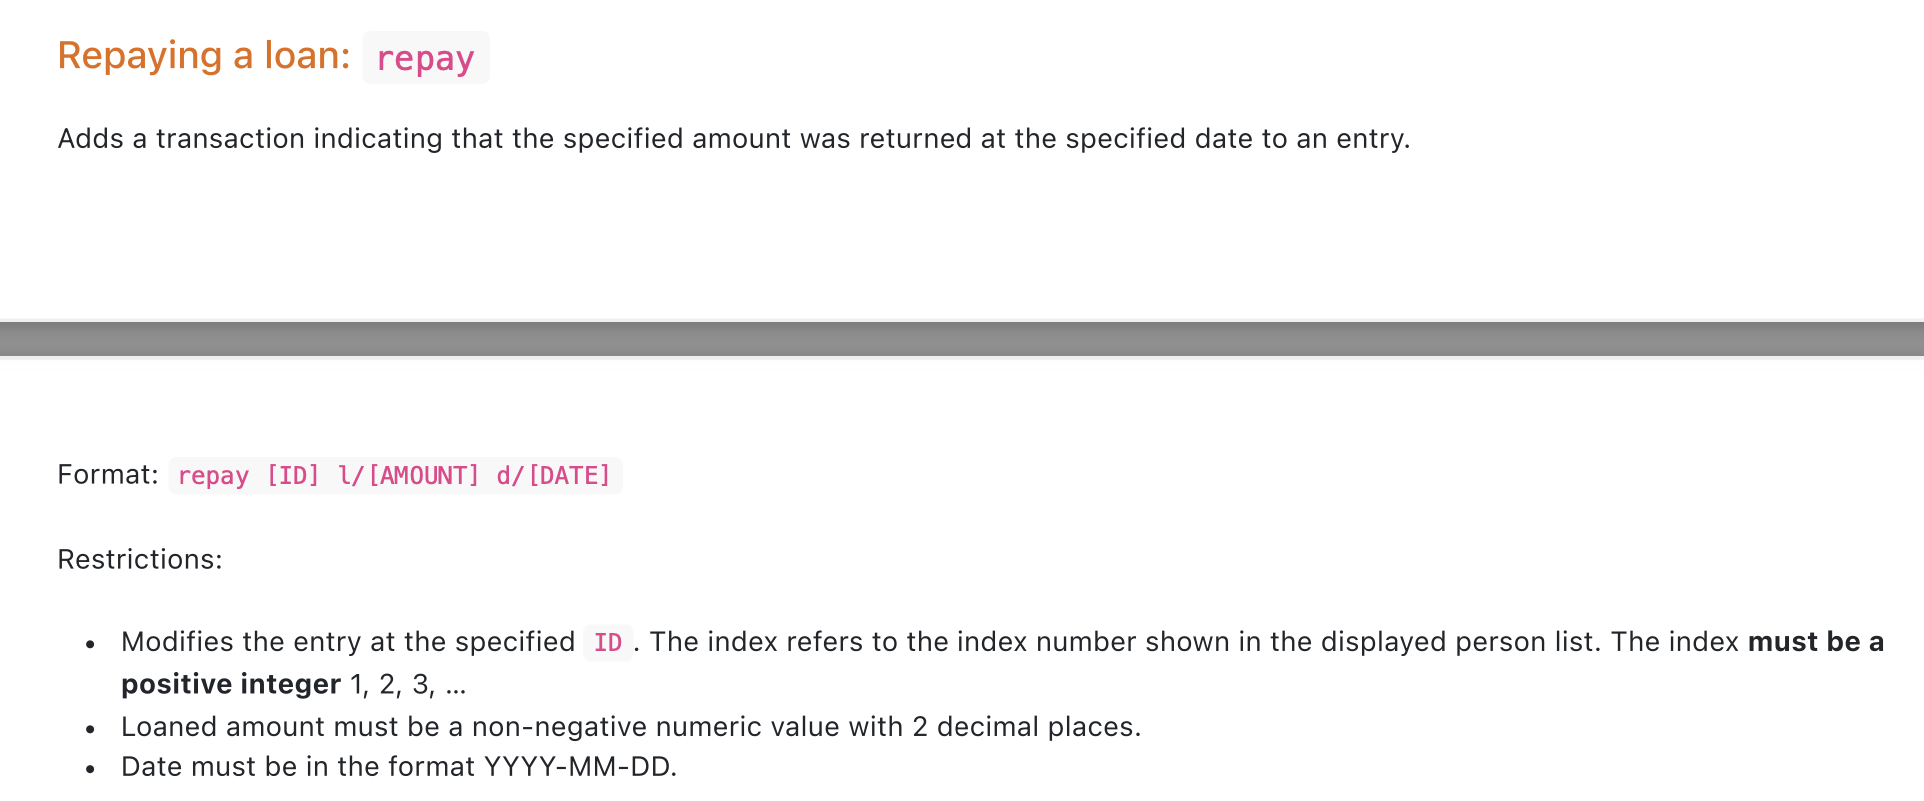 Repaying a loan: repay
Adds a transaction indicating that the specified amount was returned at the specified date to an entry.
Format: repay [ID] l/[AMOUNT] d/[DATE]
Restrictions:
• Modifies the entry at the specified ID. The index refers to the index number shown in the displayed person list. The index must be a
positive integer 1, 2, 3, …
• Loaned amount must be a non-negative numeric value with 2 decimal places.
• Date must be in the format YYYY-MM-DD.